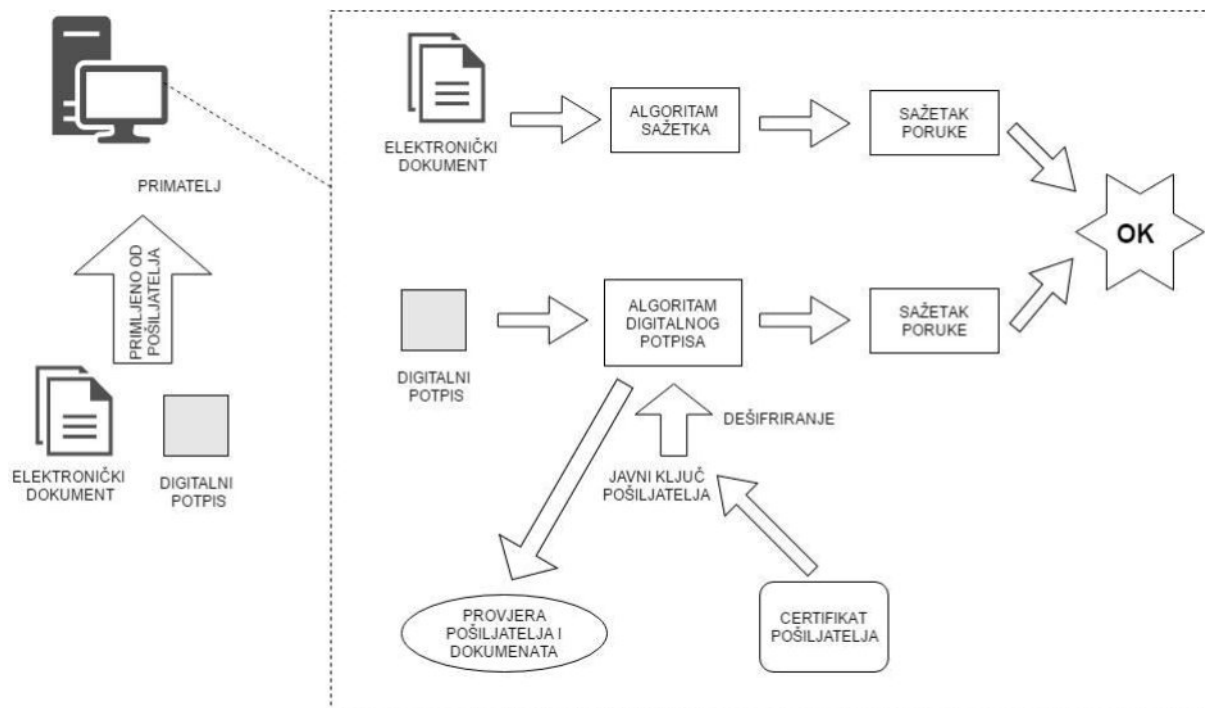 PRIMATELJ
PRIMLJENO OD
POŠILJATELJA
ELEKTRONIČKI
DOKUMENT
DIGITALNI
POTPIS
ELEKTRONIČKI
DOKUMENT
ALGORITAM
SAŽETKA
SAŽETAK
PORUKE
OK
DIGITALNI
POTPIS
ALGORITAM
DIGITALNOG
POTPISA
SAŽETAK
PORUKE
DEŠIFRIRANJE
JAVNI KLJUČ
POŠILJATELJA
PROVJERA
POŠILJATELJA I
DOKUMENATA
CERTIFIKAT
POŠILJATELJA